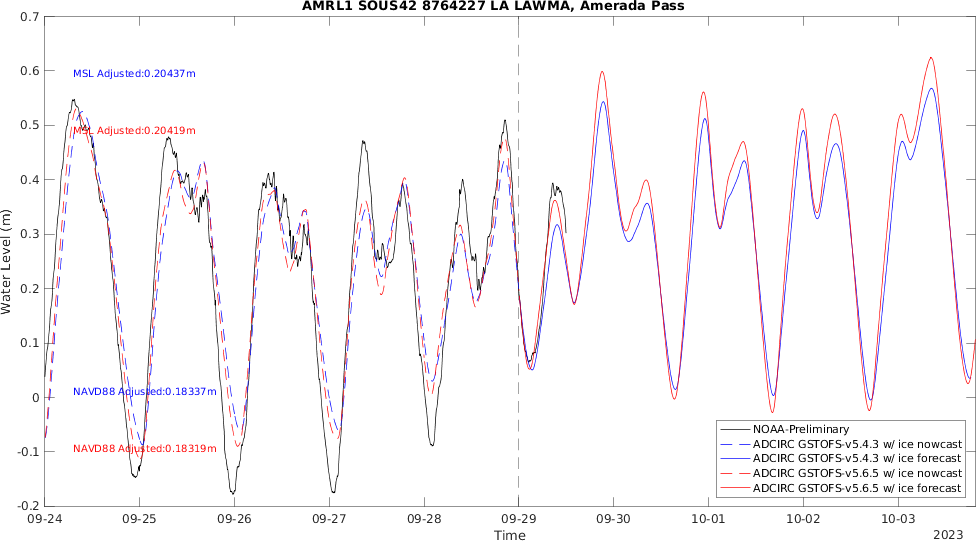 AMRL1 SOUS42 8764227 LA LAWMA, Amerada Pass
0.7
0.6
0.5
0.4
0.3
0.2
0.1
0
-0.1
-0.2
Water Level (m)
MSL Adjusted:0.20437m
MSL Adjusted:0.20419m
NAVD88 Adjusted:0.18337m
NAVD88 Adjusted:0.18319m
NOAA-Preliminary
ADCIRC GSTOFS-v5.4.3 w/ ice nowcast
ADCIRC GSTOFS-v5.4.3 w/ ice forecast
ADCIRC GSTOFS-v5.6.5 w/ ice nowcast
ADCIRC GSTOFS-v5.6.5 w/ ice forecast
09-24 09-25 09-26 09-27 09-28 09-29 09-30 10-01 10-02 10-03
Time
2023